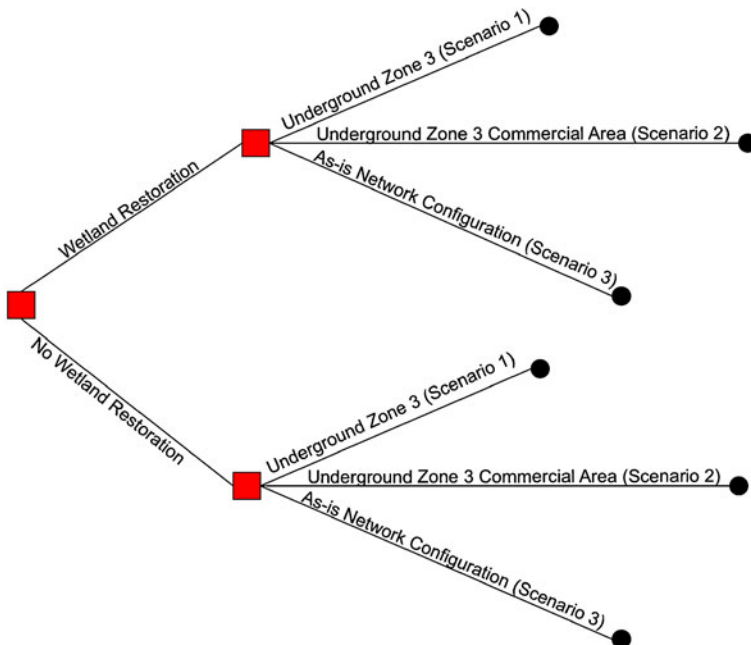 Underground Zone 3 (Scenario 1)
Underground Zone 3 Commercial Area (Scenario 2)
As-is Network Configuration (Scenario 3)
Wetland Restoration
No Wetland Restoration
Underground Zone 3 (Scenario 1)
Underground Zone 3 Commercial Area (Scenario 2)
As-is Network Configuration (Scenario 3)